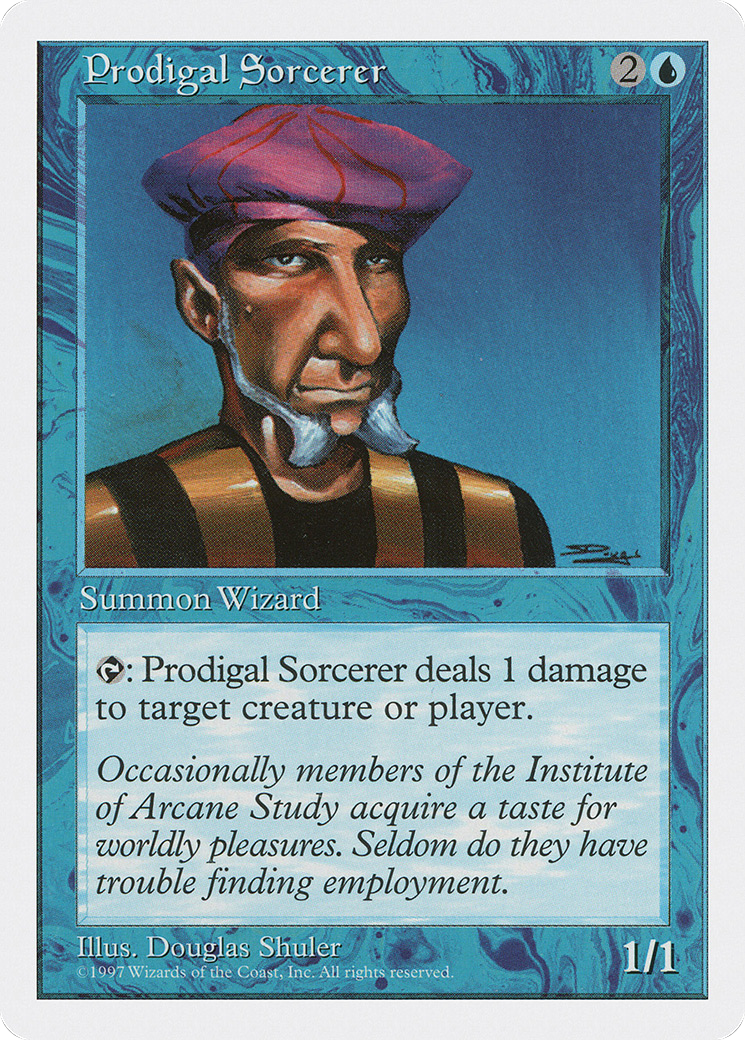 Prodigal Sorcerer 2
Summon Wizard
: Prodigal Sorcerer deals 1 damage
to target creature or player.
Occasionally members of the Institute
of Arcane Study acquire a taste for
worldly pleasures. Seldom do they have
trouble finding employment.
Illus. Douglas Shuler
©1997 Wizards of the Coast, Inc. All rights reserved.
1/1